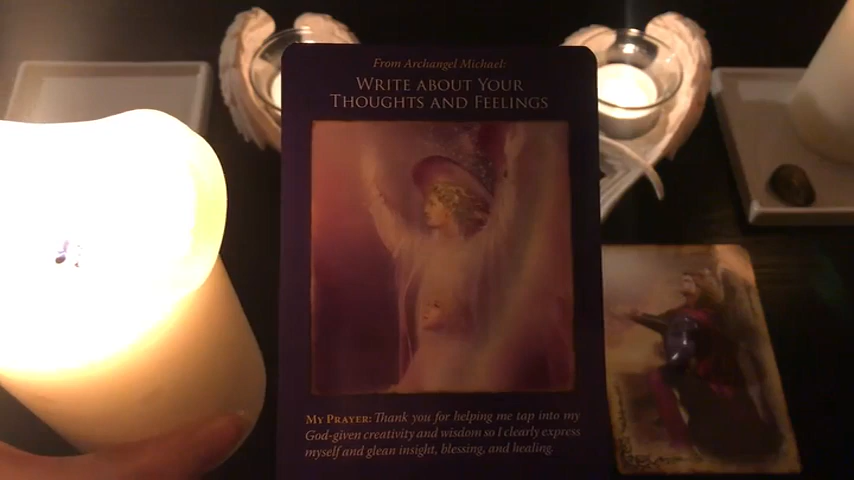 From Archangel Michael:
WRITE ABOUT YOUR
THOUGHTS AND FEELINGS
MY PRAYER: Thank you for helping me tap into my
God-given creativity and wisdom so I clearly express
myself and glean insight, blessing, and healing.